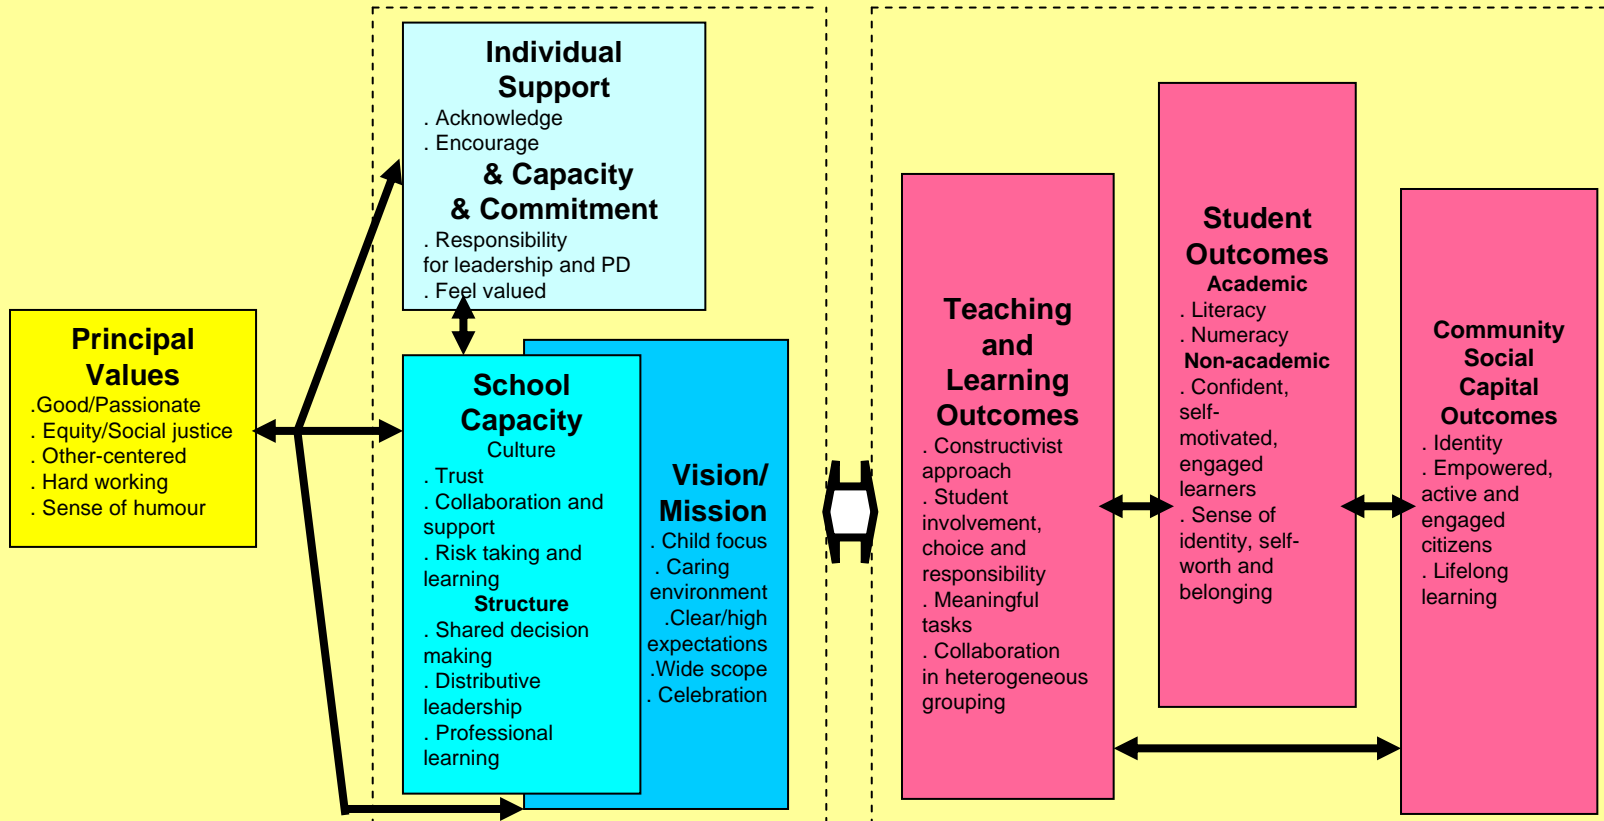 Principal
Values
.Good/Passionate
. Equity/Social justice
. Other-centered
. Hard working
. Sense of humour
Individual
Support
. Acknowledge
. Encourage
& Capacity
& Commitment
. Responsibility
for leadership and PD
. Feel valued
School
Capacity
Culture
. Trust
. Collaboration and
support
. Risk taking and
learning
Structure
. Shared decision
making
. Distributive
leadership
. Professional
learning
Vision/
Mission
. Child focus
. Caring
environment
.Clear/high
expectations
.Wide scope
. Celebration
Teaching
and
Learning
Outcomes
. Constructivist
approach
. Student
involvement,
choice and
responsibility
. Meaningful
tasks
. Collaboration
in heterogeneous
grouping
Student
Outcomes
Academic
. Literacy
. Numeracy
Non-academic
. Confident,
self-
motivated,
engaged
learners
. Sense of
identity, self-
worth and
belonging
Community
Social
Capital
Outcomes
. Identity
. Empowered,
active and
engaged
citizens
. Lifelong
learning